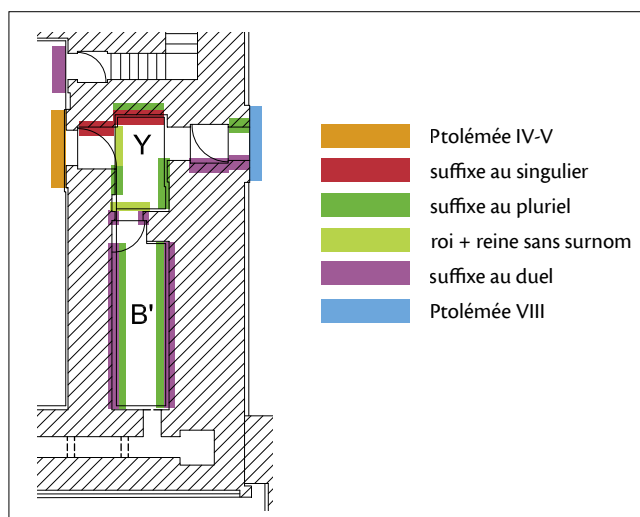 Y
B'
Ptolémée IV-V
suffixe au singulier
suffixe au pluriel
roi + reine sans surnom
suffixe au duel
Ptolémée VIII